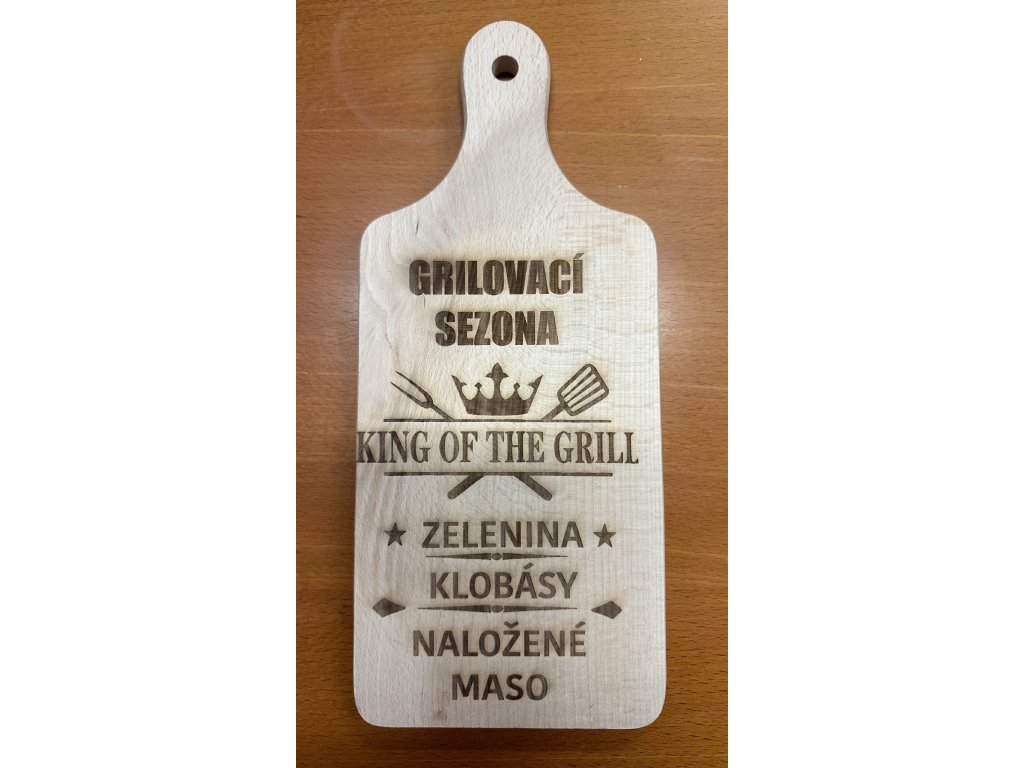 GRILOVACÍ
SEZONA
KING OF THE GRILL
ZELENINA
KLOBÁSY
NALOŽENÉ
MASO